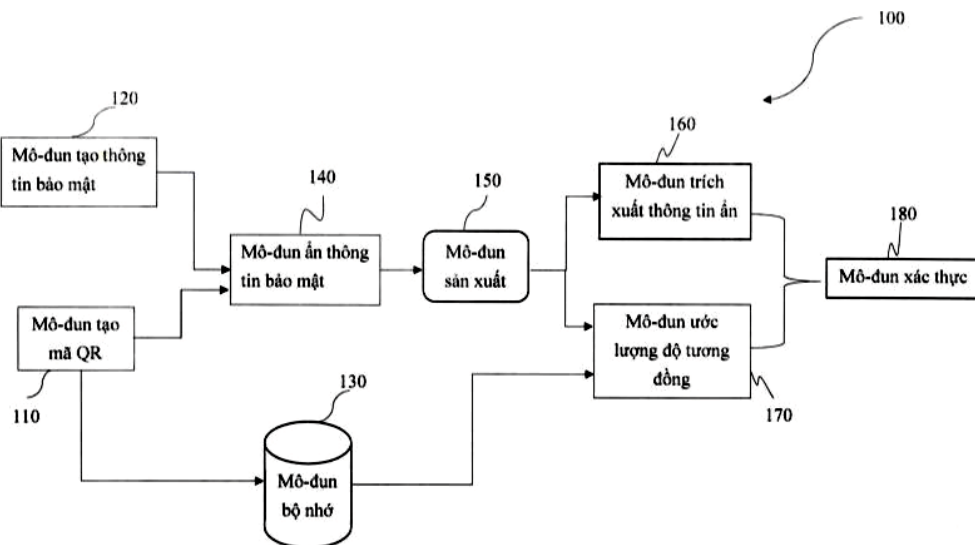 100
120
Mô-đun tạo thông
tin bảo mật
140
Mô-đun ẩn thông
tin bảo mật
150
Mô-đun
sản xuất
160
Mô-đun trích
xuất thông tin ẩn
180
Mô-đun xác thực
Mô-đun tạo
mã QR
110
130
Mô-đun
bộ nhớ
Mô-đun ước
lượng độ tương
đồng
170